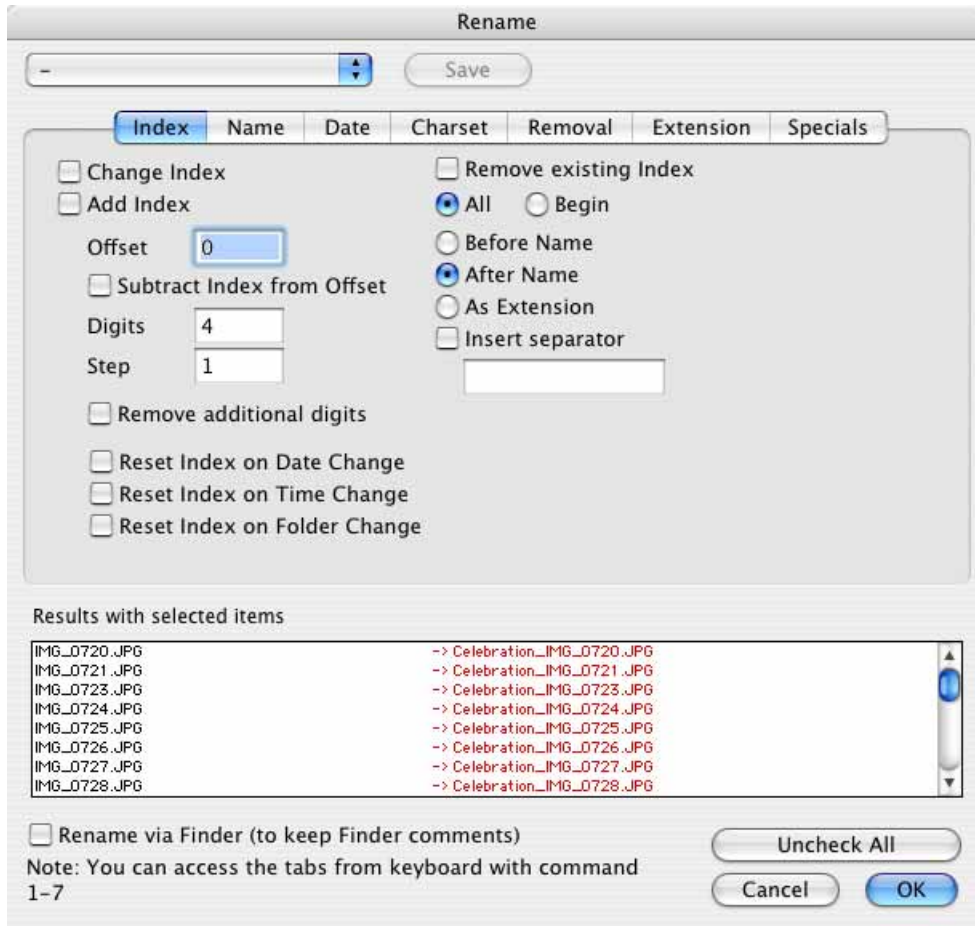 Rename
– Save
Index Name Date Charset Removal Extension Specials
Change Index
Add Index
Offset 0
Subtract Index from Offset
Digits 4
Step 1
Remove additional digits
Reset Index on Date Change
Reset Index on Time Change
Reset Index on Folder Change
Remove existing Index
All Begin
Before Name
After Name
As Extension
Insert separator
Results with selected items
IMG_0720.JPG -> Celebration_IMG_0720.JPG
IMG_0721.JPG -> Celebration_IMG_0721.JPG
IMG_0723.JPG -> Celebration_IMG_0723.JPG
IMG_0724.JPG -> Celebration_IMG_0724.JPG
IMG_0725.JPG -> Celebration_IMG_0725.JPG
IMG_0726.JPG -> Celebration_IMG_0726.JPG
IMG_0727.JPG -> Celebration_IMG_0727.JPG
IMG_0728.JPG -> Celebration_IMG_0728.JPG
Rename via Finder (to keep Finder comments)
Note: You can access the tabs from keyboard with command
1-7
Uncheck All
Cancel OK